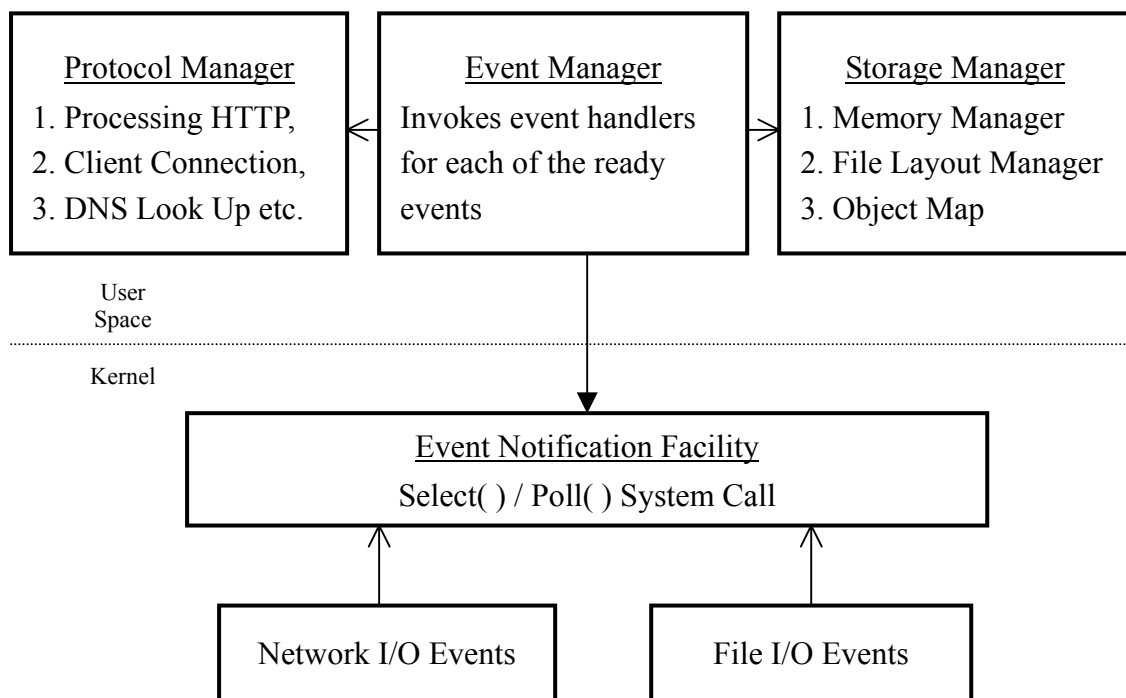 Protocol Manager
1. Processing HTTP,
2. Client Connection,
3. DNS Look Up etc.
Event Manager
Invokes event handlers
for each of the ready
events
Storage Manager
1. Memory Manager
2. File Layout Manager
3. Object Map
User
Space
Kernel
Event Notification Facility
Select( ) / Poll( ) System Call
Network I/O Events
File I/O Events